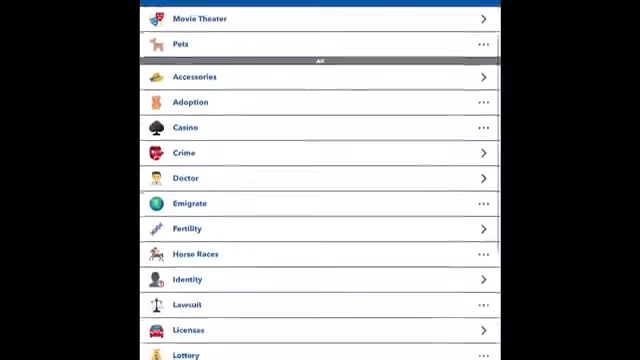 Movie Theater
Pets
All
Accessories
Adoption
Casino
Crime
Doctor
Emigrate
Fertility
Horse Races
Identity
Lawsuit
Licenses
Lottery